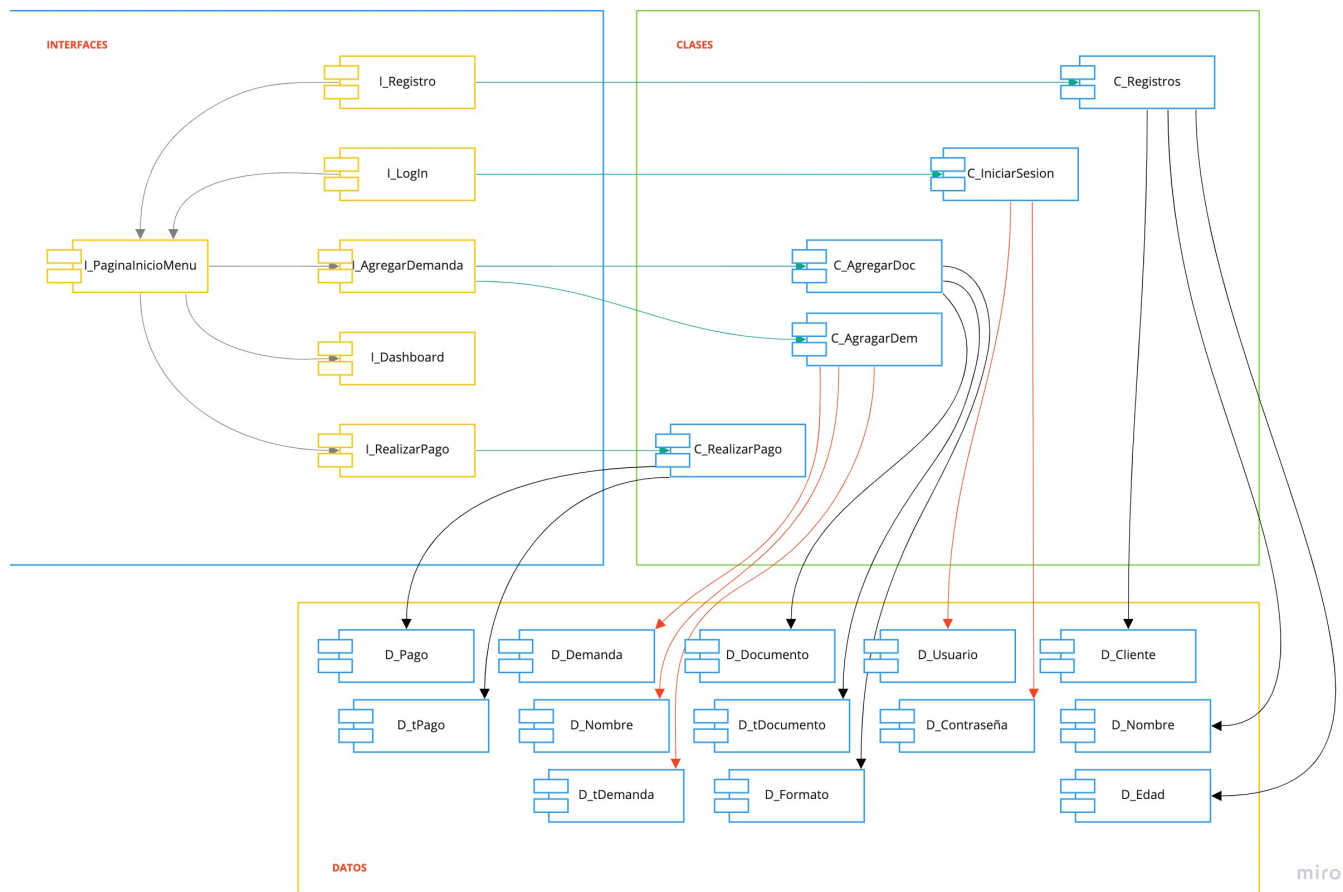 INTERFACES
CLASES
I_Registro
C_Registros
I_LogIn
C_IniciarSesion
I_PaginaInicioMenu
I_AgregarDemanda
C_AgregarDoc
C_AgragarDem
I_Dashboard
I_RealizarPago
C_RealizarPago
D_Pago
D_Demanda
D_Documento
D_Usuario
D_Cliente
D_tPago
D_Nombre
D_tDocumento
D_Contraseña
D_Nombre
D_tDemanda
D_Formato
D_Edad
DATOS
miro